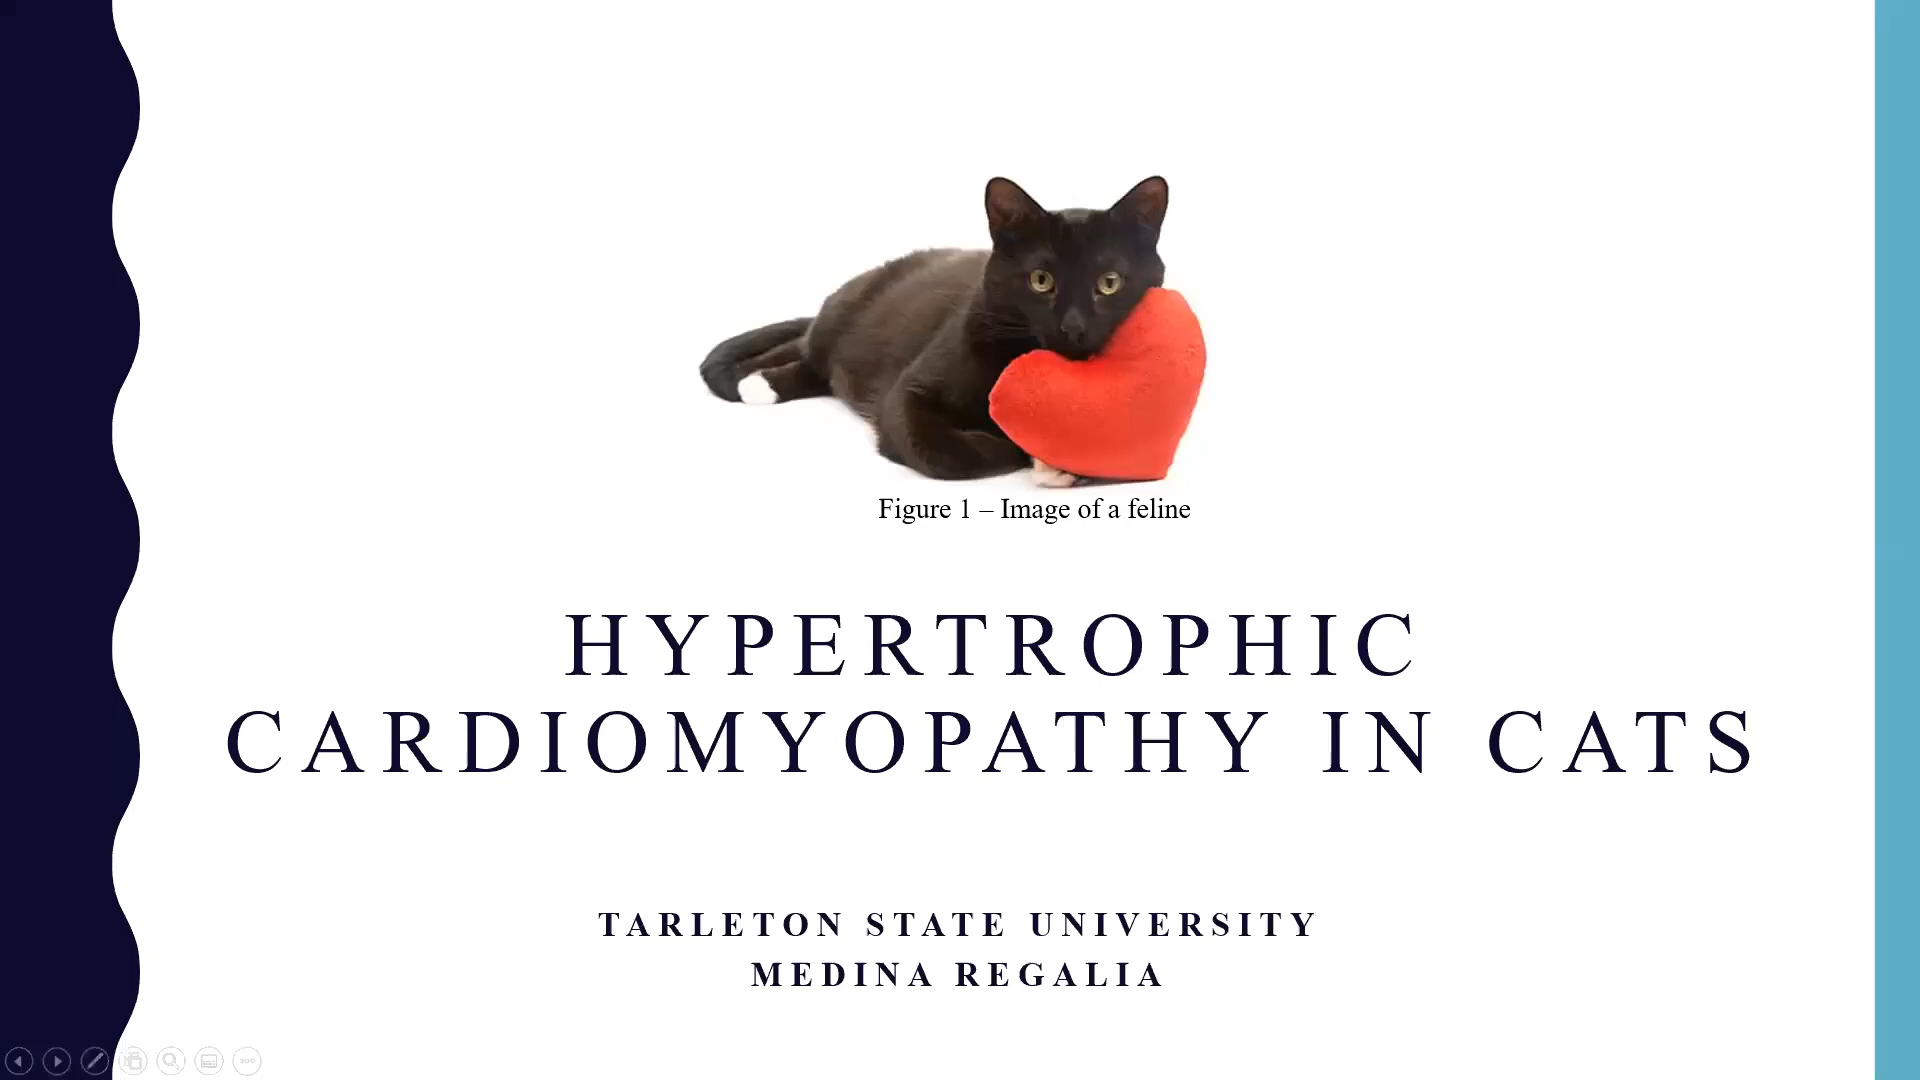 Figure 1 – Image of a feline
HYPERTROPHIC
CARDIOMYOPATHY IN CATS
TARLETON STATE UNIVERSITY
MEDINA REGALIA